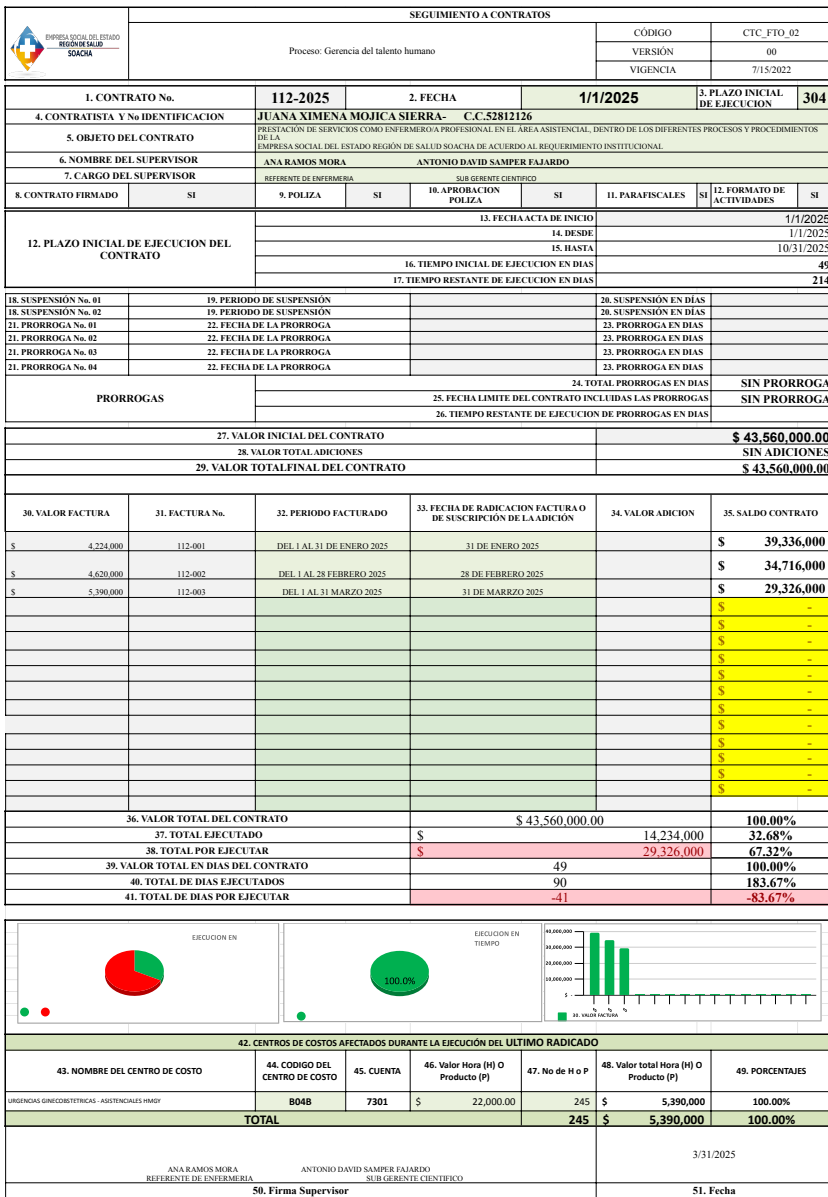 EMPRESA SOCIAL DEL ESTADO
REGIÓN DE SALUD
SOACHA
SEGUIMIENTO A CONTRATOS
Proceso: Gerencia del talento humano
CÓDIGO CTC_FTO_02
VERSIÓN 00
VIGENCIA 7/15/2022
1. CONTRATO No. 112-2025 2. FECHA 1/1/2025 3. PLAZO INICIAL DE EJECUCION 304
4. CONTRATISTA Y No IDENTIFICACION JUANA XIMENA MOJICA SIERRA- C.C.52812126
5. OBJETO DEL CONTRATO PRESTACIÓN DE SERVICIOS COMO ENFERMERO/A PROFESIONAL EN EL ÁREA ASISTENCIAL, DENTRO DE LOS DIFERENTES PROCESOS Y PROCEDIMIENTOS
DE LA
EMPRESA SOCIAL DEL ESTADO REGIÓN DE SALUD SOACHA DE ACUERDO AL REQUERIMIENTO INSTITUCIONAL
6. NOMBRE DEL SUPERVISOR ANA RAMOS MORA ANTONIO DAVID SAMPER FAJARDO
7. CARGO DEL SUPERVISOR REFERENTE DE ENFERMERIA SUB GERENTE CIENTIFICO
8. CONTRATO FIRMADO SI 9. POLIZA SI 10. APROBACION POLIZA SI 11. PARAFISCALES SI 12. FORMATO DE ACTIVIDADES SI
12. PLAZO INICIAL DE EJECUCION DEL CONTRATO
13. FECHA ACTA DE INICIO 1/1/2025
14. DESDE 1/1/2025
15. HASTA 10/31/2025
16. TIEMPO INICIAL DE EJECUCION EN DIAS 49
17. TIEMPO RESTANTE DE EJECUCION EN DIAS 214
18. SUSPENSIÓN No. 01 19. PERIODO DE SUSPENSIÓN 20. SUSPENSIÓN EN DÍAS
18. SUSPENSIÓN No. 02 19. PERIODO DE SUSPENSIÓN 20. SUSPENSIÓN EN DÍAS
21. PRORROGA No. 01 22. FECHA DE LA PRORROGA 23. PRORROGA EN DIAS
21. PRORROGA No. 02 22. FECHA DE LA PRORROGA 23. PRORROGA EN DIAS
21. PRORROGA No. 03 22. FECHA DE LA PRORROGA 23. PRORROGA EN DIAS
21. PRORROGA No. 04 22. FECHA DE LA PRORROGA 23. PRORROGA EN DIAS
PRORROGAS
24. TOTAL PRORROGAS EN DIAS SIN PRORROGA
25. FECHA LIMITE DEL CONTRATO INCLUIDAS LAS PRORROGAS SIN PRORROGA
26. TIEMPO RESTANTE DE EJECUCION DE PRORROGAS EN DIAS
27. VALOR INICIAL DEL CONTRATO $ 43,560,000.00
28. VALOR TOTAL ADICIONES SIN ADICIONES
29. VALOR TOTALFINAL DEL CONTRATO $ 43,560,000.00
30. VALOR FACTURA 31. FACTURA No. 32. PERIODO FACTURADO 33. FECHA DE RADICACION FACTURA O DE SUSCRIPCIÓN DE LA ADICIÓN 34. VALOR ADICION 35. SALDO CONTRATO
$ 4,224,000 112-001 DEL 1 AL 31 DE ENERO 2025 31 DE ENERO 2025 $ 39,336,000
$ 4,620,000 112-002 DEL 1 AL 28 FEBRERO 2025 28 DE FEBRERO 2025 $ 34,716,000
$ 5,390,000 112-003 DEL 1 AL 31 MARZO 2025 31 DE MARRZO 2025 $ 29,326,000
$ -
$ -
$ -
$ -
$ -
$ -
$ -
$ -
$ -
$ -
$ -
36. VALOR TOTAL DEL CONTRATO $ 43,560,000.00 100.00%
37. TOTAL EJECUTADO $ 14,234,000 32.68%
38. TOTAL POR EJECUTAR $ 29,326,000 67.32%
39. VALOR TOTAL EN DIAS DEL CONTRATO 49 100.00%
40. TOTAL DE DIAS EJECUTADOS 90 183.67%
41. TOTAL DE DIAS POR EJECUTAR -41 -83.67%
EJECUCION EN
EJECUCION EN
TIEMPO
100.0%
40,000,000
30,000,000
20,000,000
10,000,000
$ -
30. VALOR FACTURA
42. CENTROS DE COSTOS AFECTADOS DURANTE LA EJECUCIÓN DEL ULTIMO RADICADO
43. NOMBRE DEL CENTRO DE COSTO 44. CODIGO DEL CENTRO DE COSTO 45. CUENTA 46. Valor Hora (H) O Producto (P) 47. No de H o P 48. Valor total Hora (H) O Producto (P) 49. PORCENTAJES
URGENCIAS GINECOBSTETRICAS - ASISTENCIALES HMGY B04B 7301 $ 22,000.00 245 $ 5,390,000 100.00%
TOTAL 245 $ 5,390,000 100.00%
3/31/2025
ANA RAMOS MORA ANTONIO DAVID SAMPER FAJARDO
REFERENTE DE ENFERMERIA SUB GERENTE CIENTIFICO
50. Firma Supervisor 51. Fecha